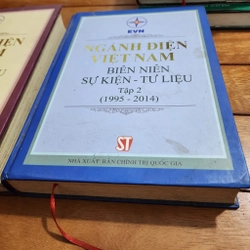 EVN
NGÀNH ĐIỆN
VIỆT NAM
BIÊN NIÊN
SỰ KIỆN - TƯ LIỆU
Tập 2
(1995 - 2014)
ST
NHÀ XUẤT BẢN CHÍNH TRỊ QUỐC GIA